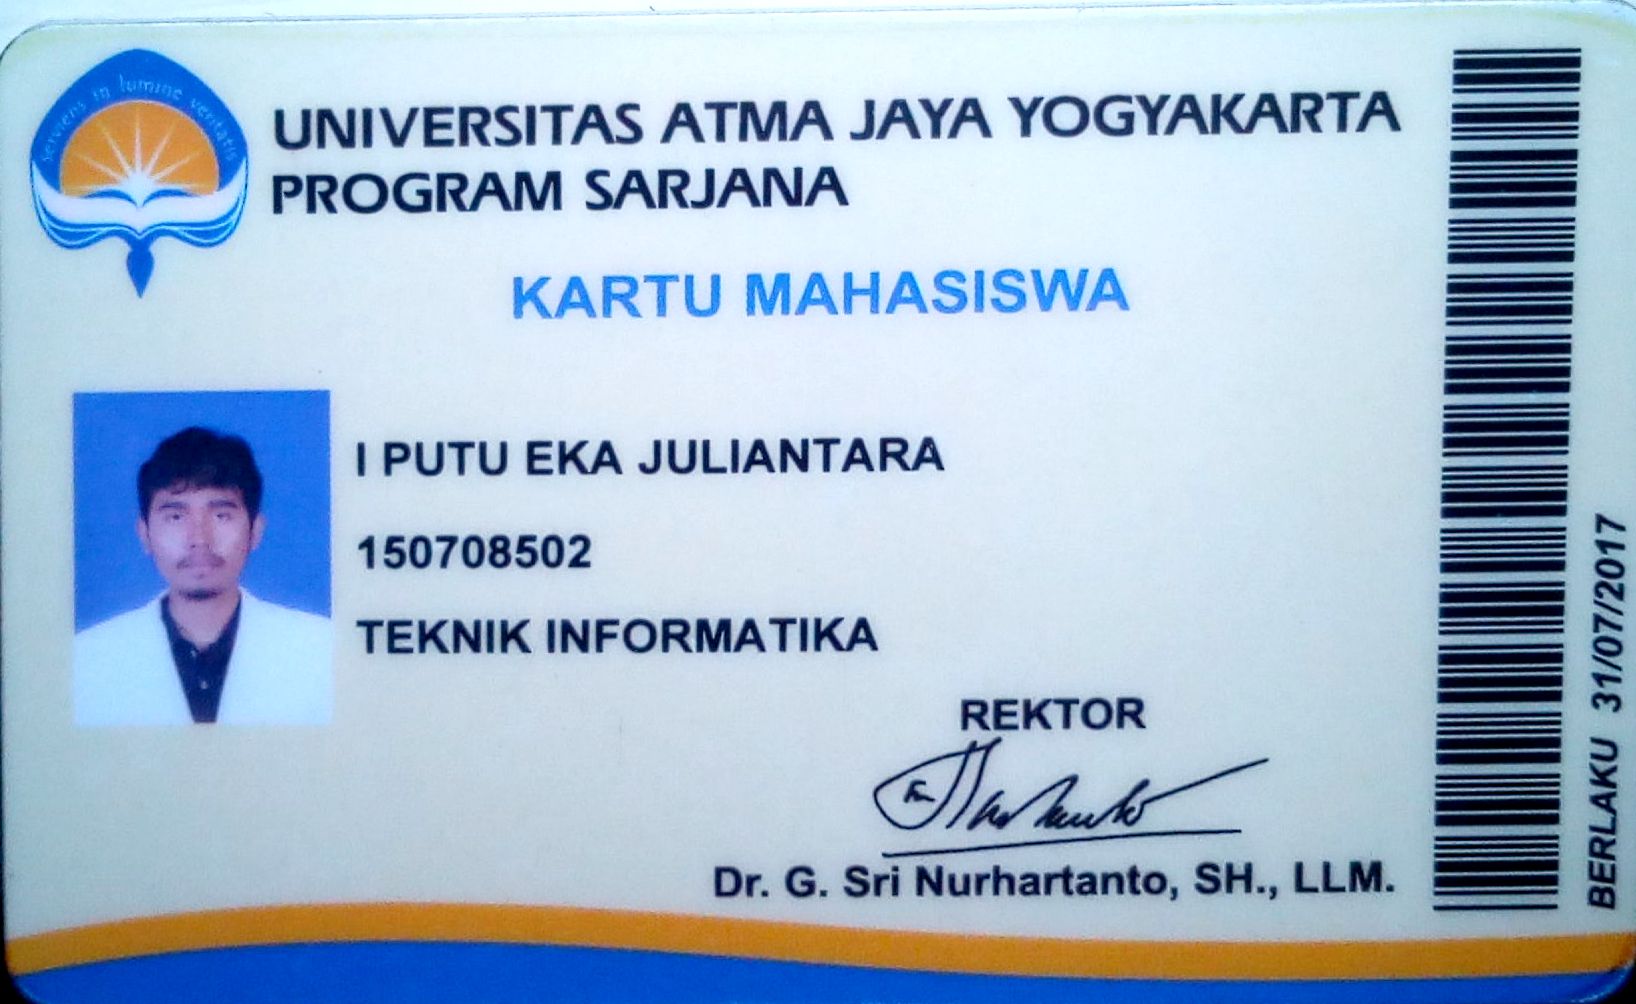 Serviens in lumine veritatis
UNIVERSITAS ATMA JAYA YOGYAKARTA
PROGRAM SARJANA
KARTU MAHASISWA
I PUTU EKA JULIANTARA
150708502
TEKNIK INFORMATIKA
REKTOR
Dr. G. Sri Nurhartanto, SH., LLM.
BERLAKU 31/07/2017